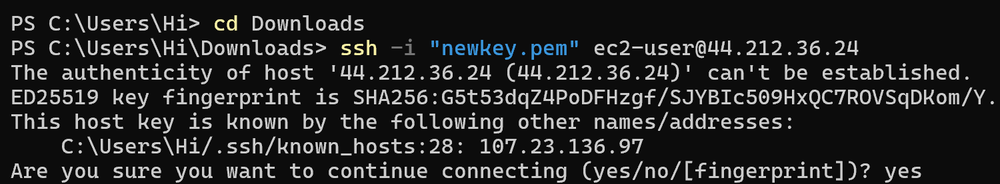 PS C:\Users\Hi> cd Downloads
PS C:\Users\Hi\Downloads> ssh -i "newkey.pem" ec2-user@44.212.36.24
The authenticity of host '44.212.36.24 (44.212.36.24)' can't be established.
ED25519 key fingerprint is SHA256:G5t53dqZ4PoDFHzgf/SJYBIc509HxQC7ROVSqDKom/Y.
This host key is known by the following other names/addresses:
    C:\Users\Hi/.ssh/known_hosts:28: 107.23.136.97
Are you sure you want to continue connecting (yes/no/[fingerprint])? yes